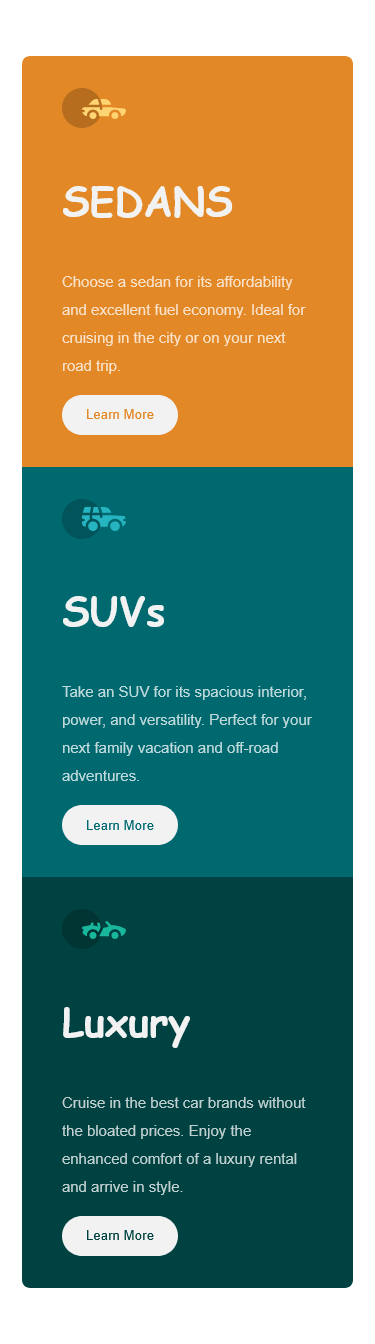 SEDANS
Choose a sedan for its affordability
and excellent fuel economy. Ideal for
cruising in the city or on your next
road trip.
Learn More
SUVs
Take an SUV for its spacious interior,
power, and versatility. Perfect for your
next family vacation and off-road
adventures.
Learn More
Luxury
Cruise in the best car brands without
the bloated prices. Enjoy the
enhanced comfort of a luxury rental
and arrive in style.
Learn More